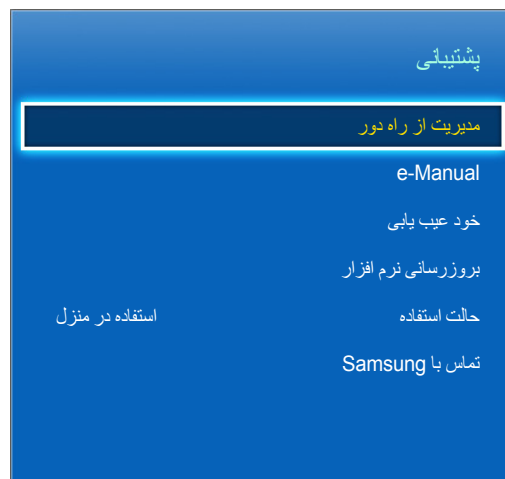 پشتیبانی
مدیریت از راه دور
e-Manual
خود عیب یابی
بروزرسانی نرم افزار
حالت استفاده استفاده در منزل
تماس با Samsung